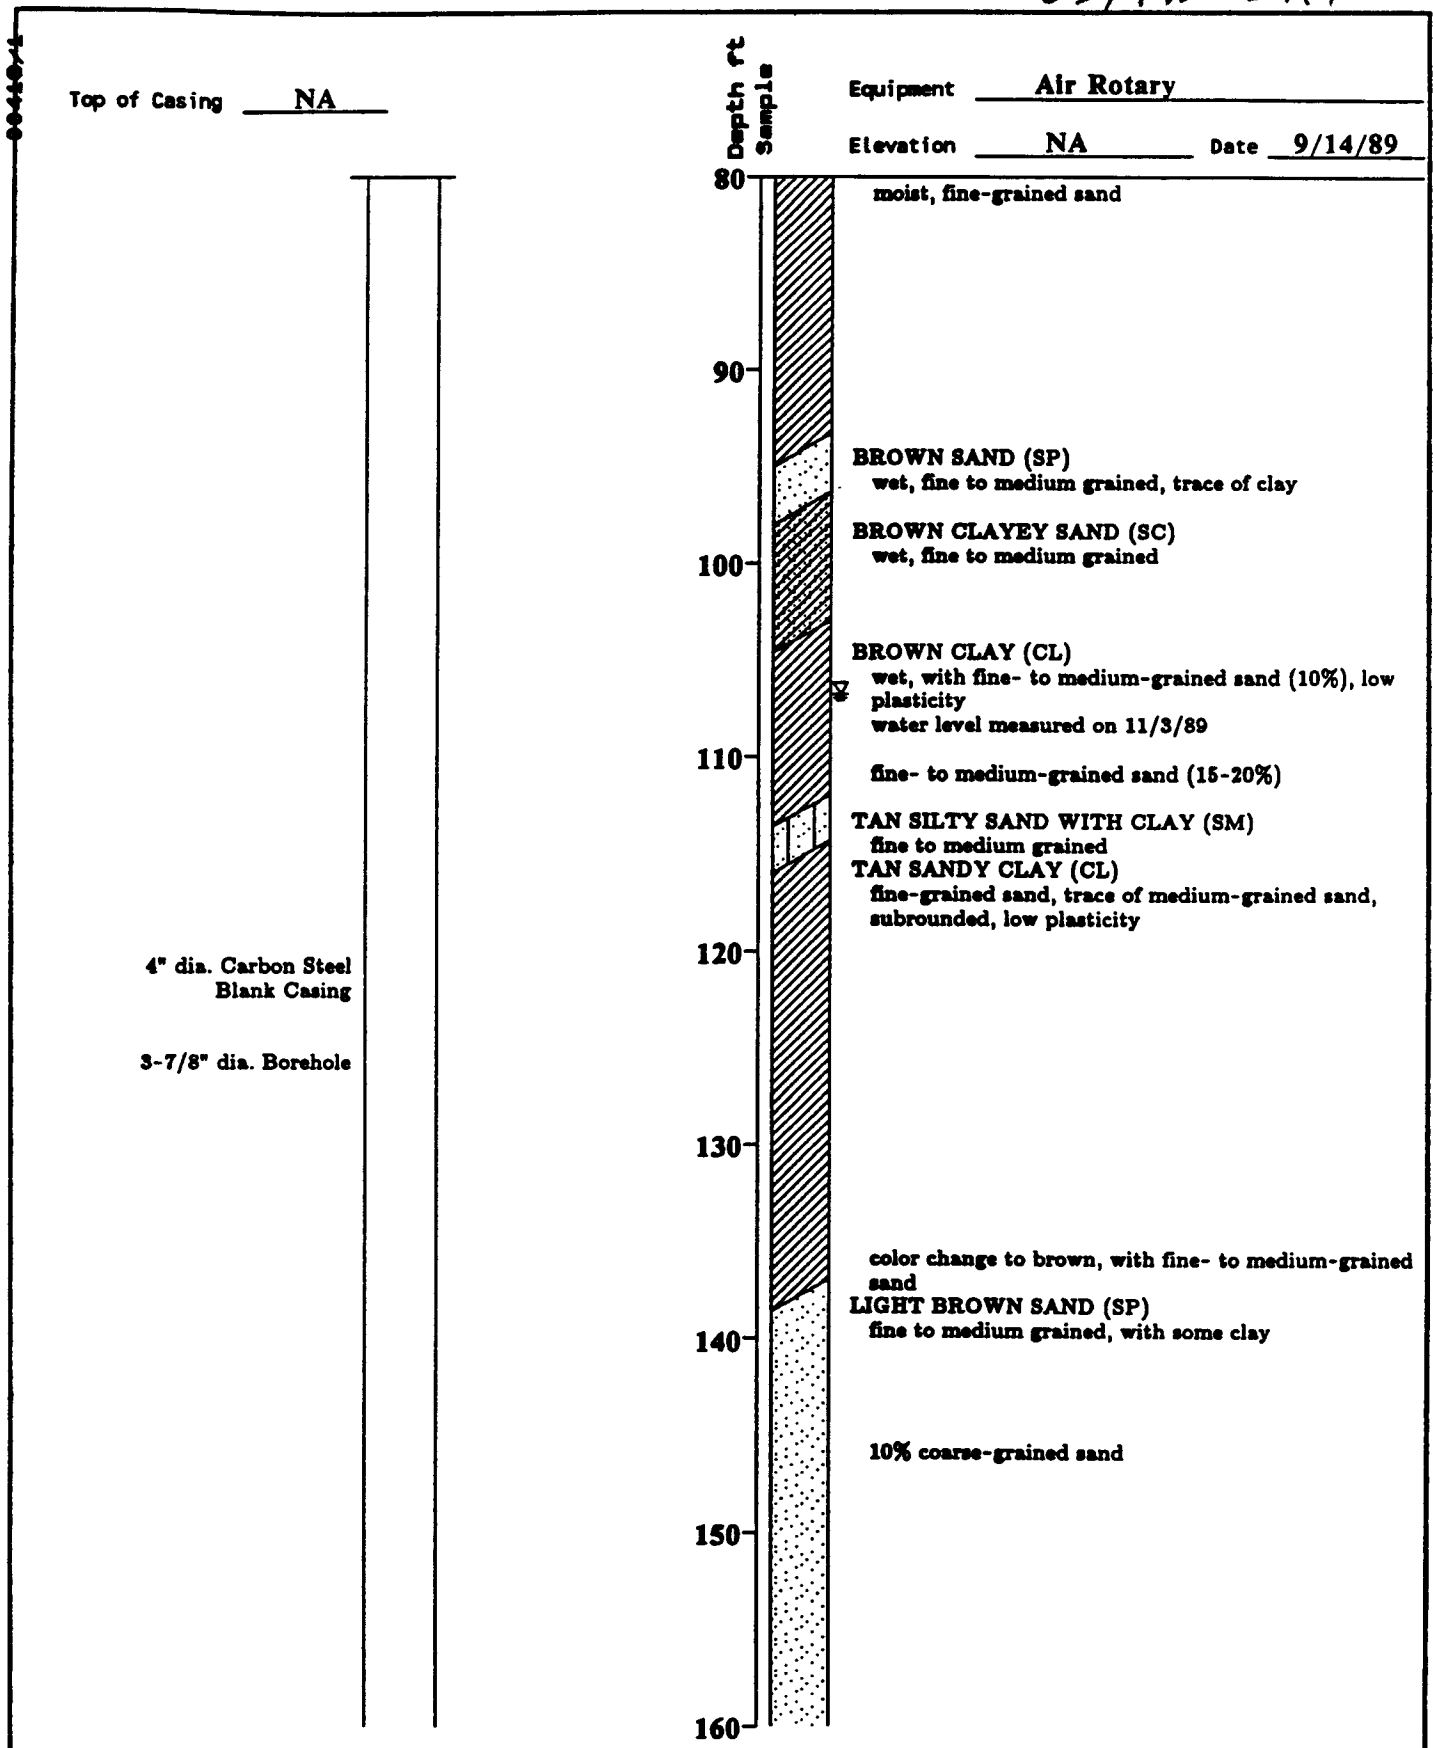 Top of Casing NA
Depth ft
Sample
Equipment Air Rotary
Elevation NA Date 9/14/89
80
moist, fine-grained sand
90
BROWN SAND (SP)
wet, fine to medium grained, trace of clay
BROWN CLAYEY SAND (SC)
wet, fine to medium grained
100
BROWN CLAY (CL)
wet, with fine- to medium-grained sand (10%), low
plasticity
water level measured on 11/3/89
110
fine- to medium-grained sand (15-20%)
TAN SILTY SAND WITH CLAY (SM)
fine to medium grained
TAN SANDY CLAY (CL)
fine-grained sand, trace of medium-grained sand,
subrounded, low plasticity
120
4" dia. Carbon Steel
Blank Casing
3-7/8" dia. Borehole
130
color change to brown, with fine- to medium-grained
sand
LIGHT BROWN SAND (SP)
fine to medium grained, with some clay
140
10% coarse-grained sand
150
160